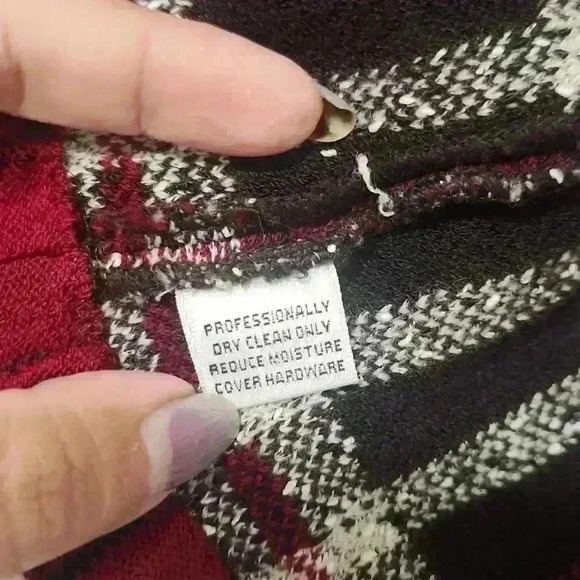 PROFESSIONALLY
DRY CLEAN ONLY
REDUCE MOISTURE
COVER HARDWARE